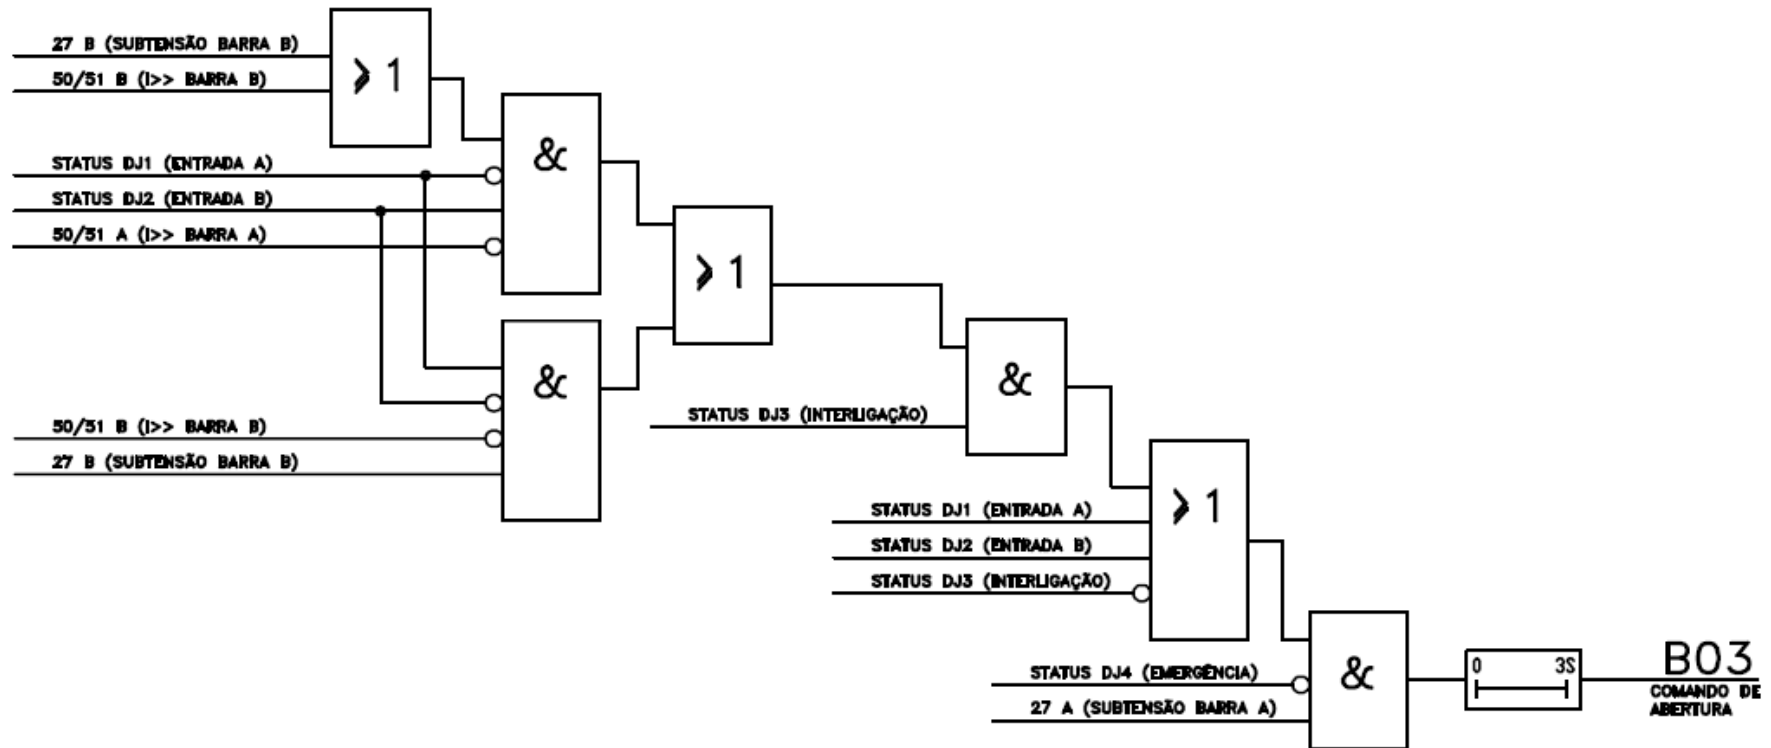 27 B (SUBTENSÃO BARRA B)
≥ 1
50/51 B (I>> BARRA B)
&
STATUS DJ1 (ENTRADA A)
STATUS DJ2 (ENTRADA B)
50/51 A (I>> BARRA A)
≥ 1
&
&
STATUS DJ3 (INTERLIGAÇÃO)
50/51 B (I>> BARRA B)
27 B (SUBTENSÃO BARRA B)
≥ 1
STATUS DJ1 (ENTRADA A)
STATUS DJ2 (ENTRADA B)
STATUS DJ3 (INTERLIGAÇÃO)
STATUS DJ4 (EMERGÊNCIA)
&
27 A (SUBTENSÃO BARRA A)
0 3S
B03
COMANDO DE
ABERTURA